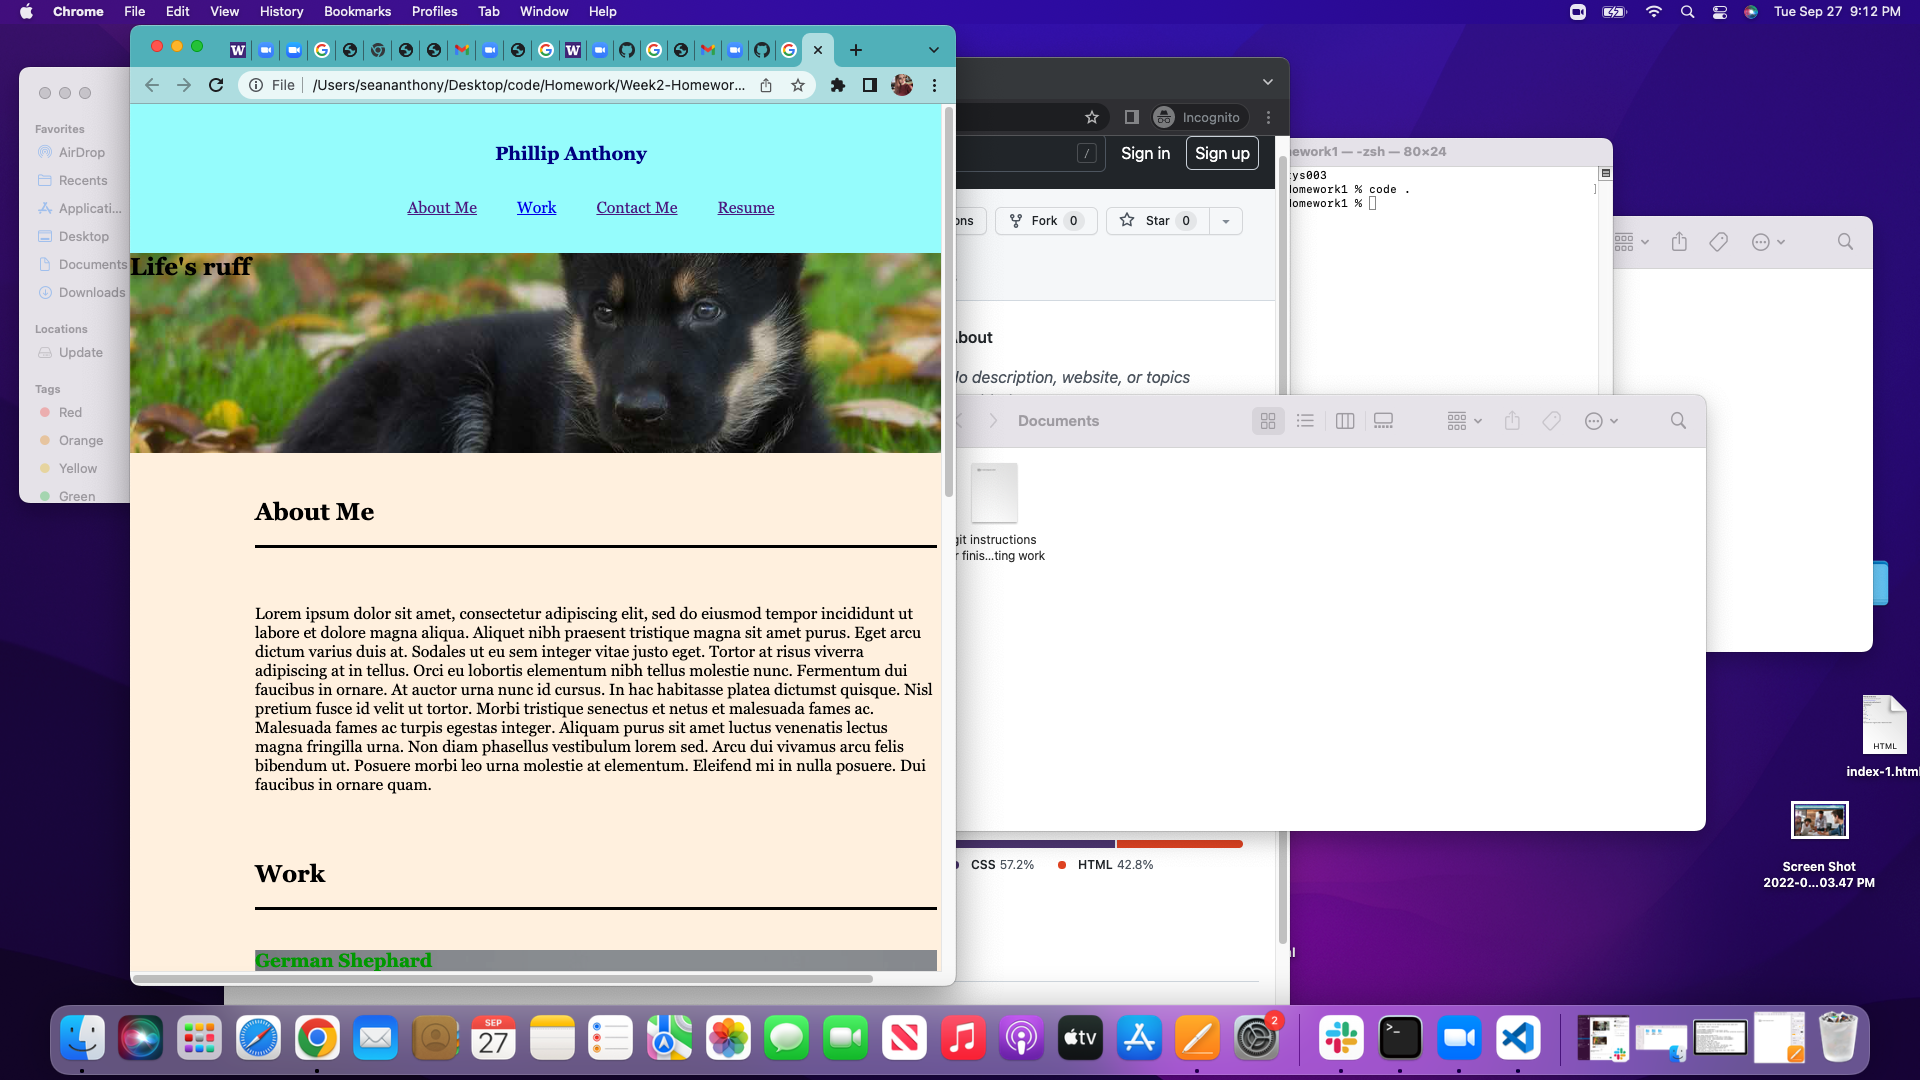 Chrome File Edit View History Bookmarks Profiles Tab Window Help
Tue Sep 27 9:12 PM
File /Users/seananthony/Desktop/code/Homework/Week2-Homewor...
Favorites
AirDrop
Recents
Applicati...
Desktop
Documents
Downloads
Locations
Update
Tags
Red
Orange
Yellow
Green
Phillip Anthony
About Me Work Contact Me Resume
Life's ruff
About Me
Lorem ipsum dolor sit amet, consectetur adipiscing elit, sed do eiusmod tempor incididunt ut
labore et dolore magna aliqua. Aliquet nibh praesent tristique magna sit amet purus. Eget arcu
dictum varius duis at. Sodales ut eu sem integer vitae justo eget. Tortor at risus viverra
adipiscing at in tellus. Orci eu lobortis elementum nibh tellus molestie nunc. Fermentum dui
faucibus in ornare. At auctor urna nunc id cursus. In hac habitasse platea dictumst quisque. Nisl
pretium fusce id velit ut tortor. Morbi tristique senectus et netus et malesuada fames ac.
Malesuada fames ac turpis egestas integer. Aliquam purus sit amet luctus venenatis lectus
magna fringilla urna. Non diam phasellus vestibulum lorem sed. Arcu dui vivamus arcu felis
bibendum ut. Posuere morbi leo urna molestie at elementum. Eleifend mi in nulla posuere. Dui
faucibus in ornare quam.
Work
German Shephard
Incognito
/ Sign in Sign up
ons Fork 0 Star 0
bout
lo description, website, or topics
CSS 57.2% HTML 42.8%
ework1 — -zsh — 80×24
tys003
Homework1 % code .
Homework1 %
Documents
git instructions
r finis...ting work
HTML
index-1.html
Screen Shot
2022-0...03.47 PM
SEP
27
tv
2